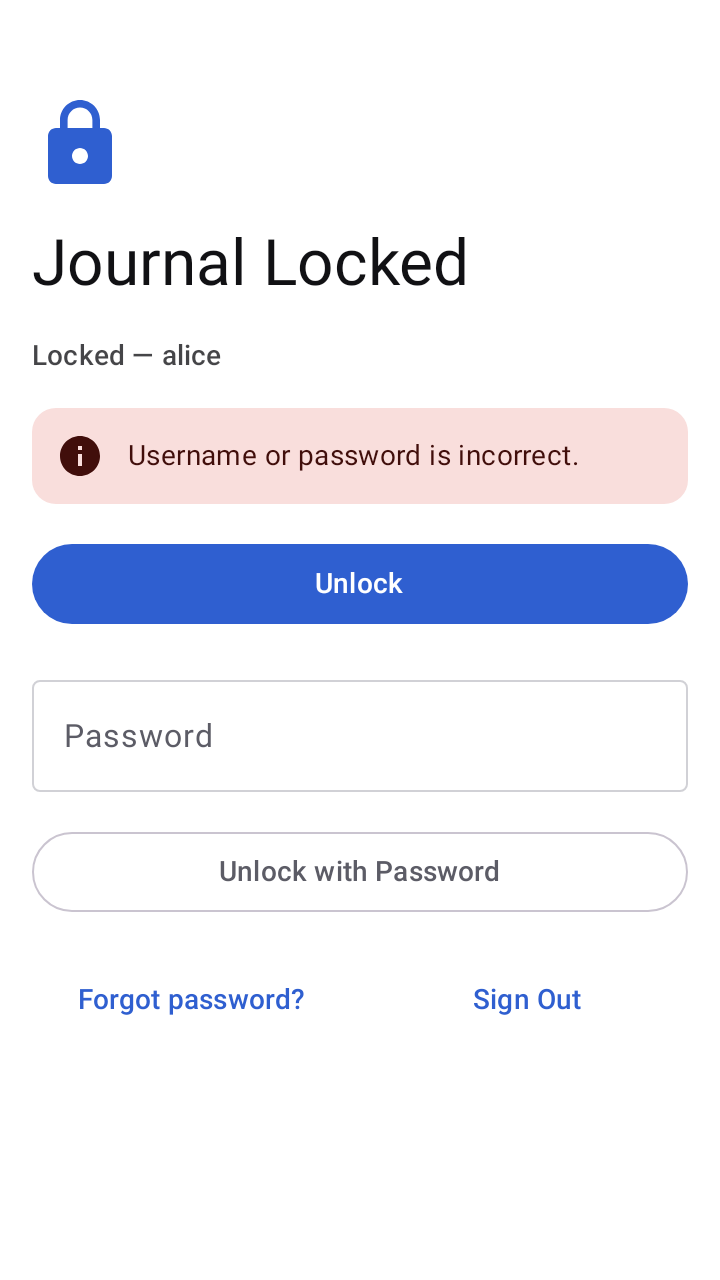 Journal Locked
Locked — alice
Username or password is incorrect.
Unlock
Password
Unlock with Password
Forgot password?
Sign Out